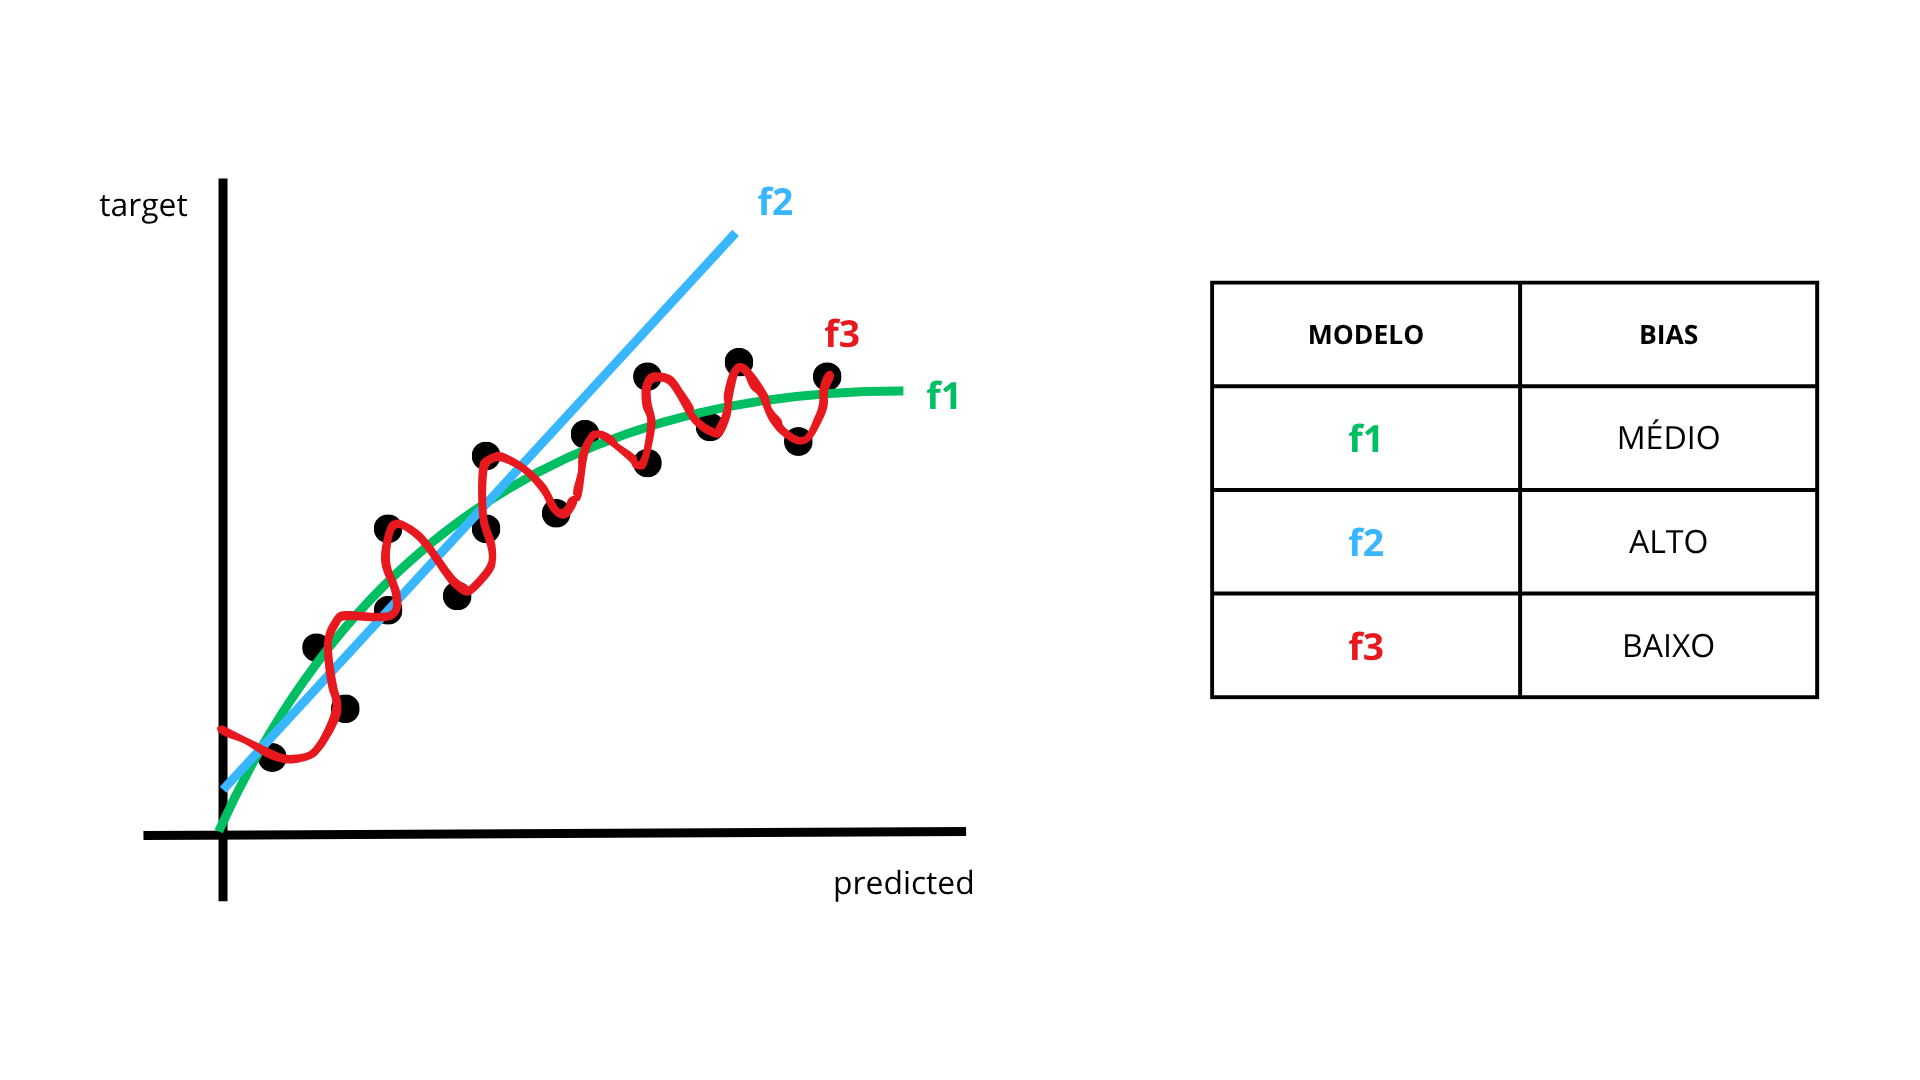 target
f2
f3
f1
predicted
MODELO BIAS
f1 MÉDIO
f2 ALTO
f3 BAIXO